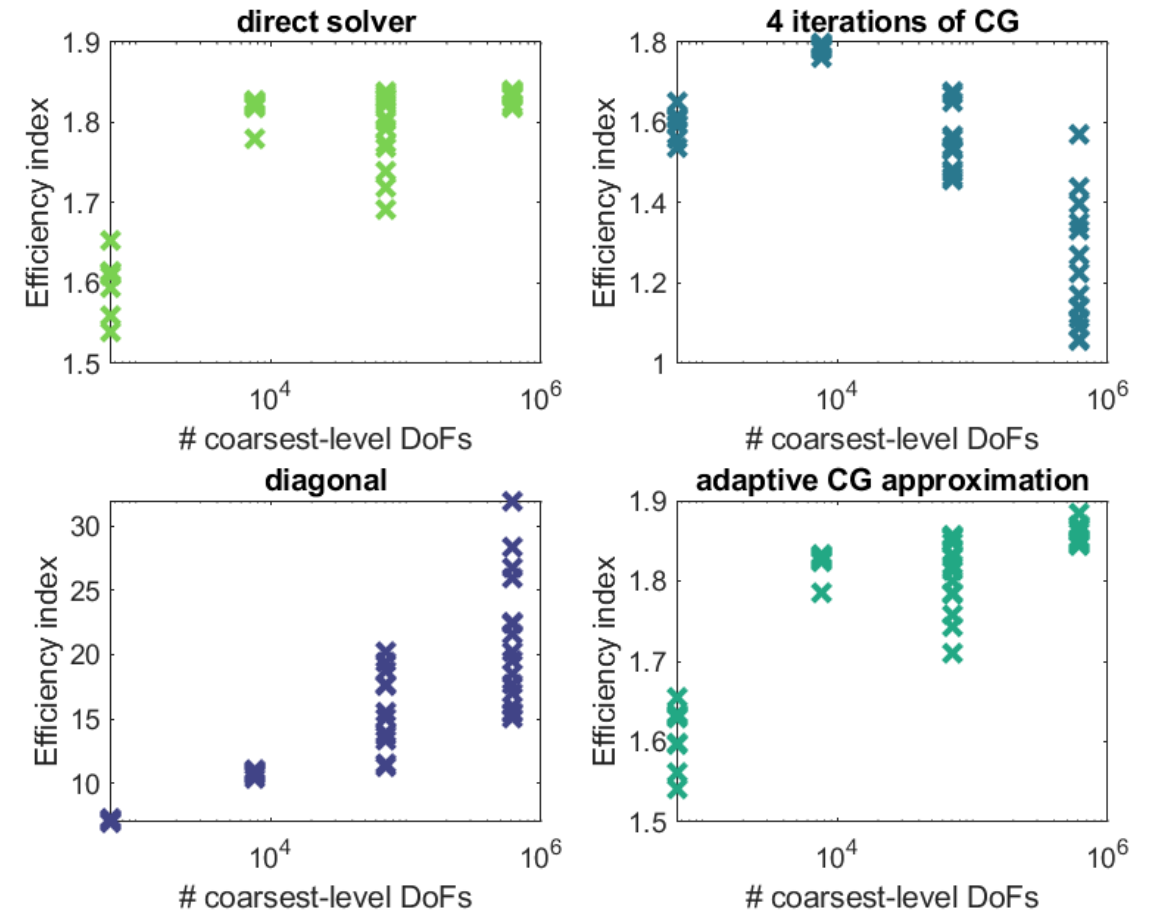 direct solver
1.9
1.8
1.7
1.6
1.5
Efficiency index
10^4
10^6
# coarsest-level DoFs
4 iterations of CG
1.8
1.6
1.4
1.2
1
Efficiency index
10^4
10^6
# coarsest-level DoFs
diagonal
30
25
20
15
10
Efficiency index
10^4
10^6
# coarsest-level DoFs
adaptive CG approximation
1.9
1.8
1.7
1.6
1.5
Efficiency index
10^4
10^6
# coarsest-level DoFs